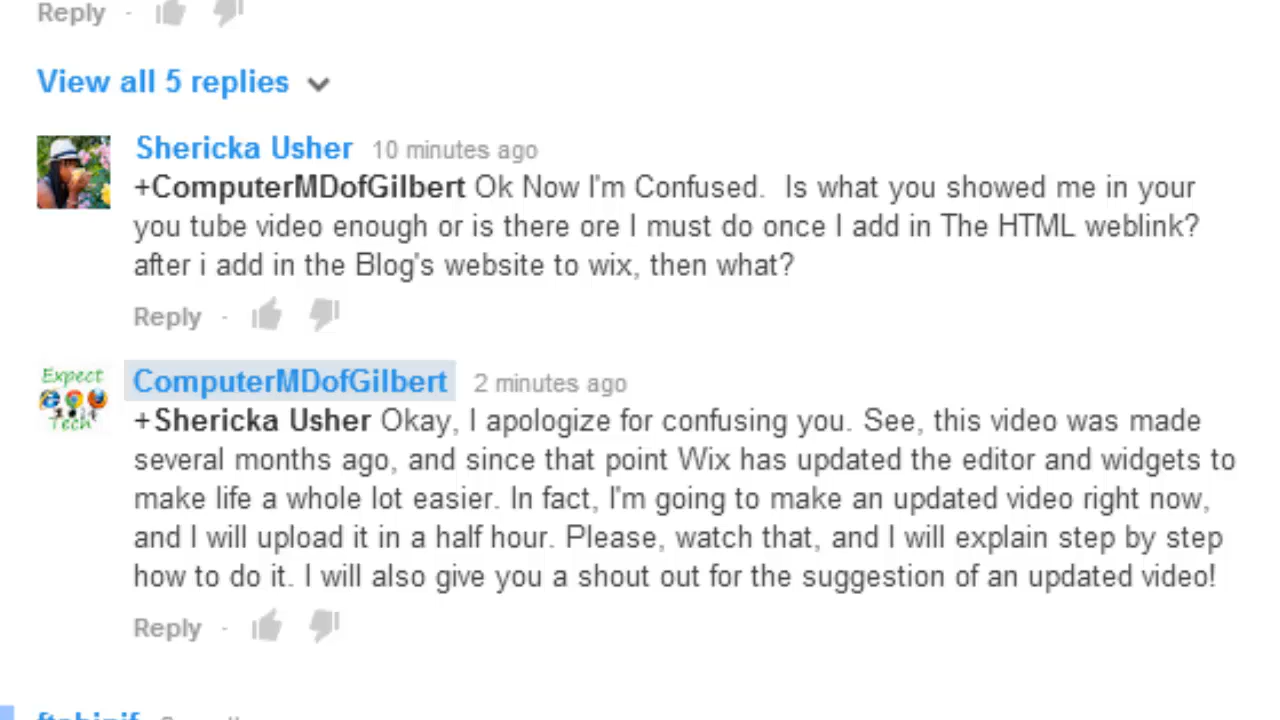 Reply
View all 5 replies
Shericka Usher 10 minutes ago
+ComputerMDofGilbert Ok Now I'm Confused. Is what you showed me in your
you tube video enough or is there ore I must do once I add in The HTML weblink?
after i add in the Blog's website to wix, then what?
Reply
Expect
Tech
ComputerMDofGilbert 2 minutes ago
+Shericka Usher Okay, I apologize for confusing you. See, this video was made
several months ago, and since that point Wix has updated the editor and widgets to
make life a whole lot easier. In fact, I'm going to make an updated video right now,
and I will upload it in a half hour. Please, watch that, and I will explain step by step
how to do it. I will also give you a shout out for the suggestion of an updated video!
Reply